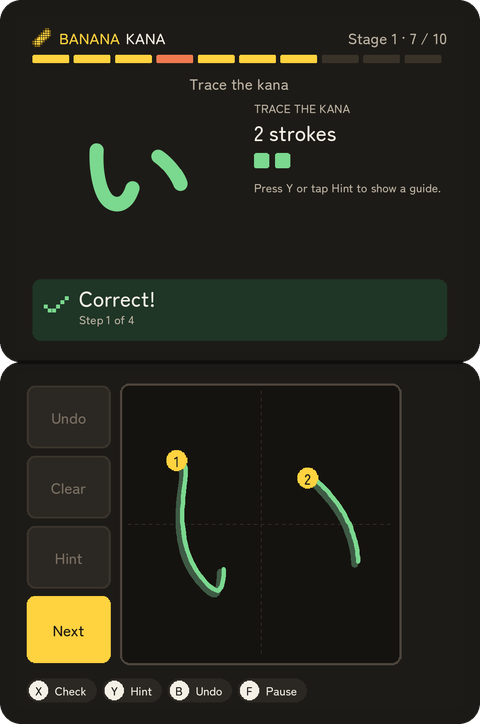 BANANA KANA
Stage 1 · 7 / 10
Trace the kana
TRACE THE KANA
2 strokes
Press Y or tap Hint to show a guide.
い
Correct!
Step 1 of 4
Undo
Clear
Hint
Next
1
2
X Check
Y Hint
B Undo
F Pause